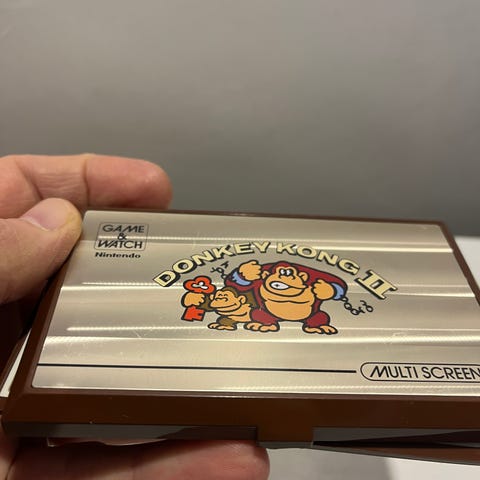 GAME
&
WATCH
Nintendo
DONKEY KONG II
MULTI SCREEN